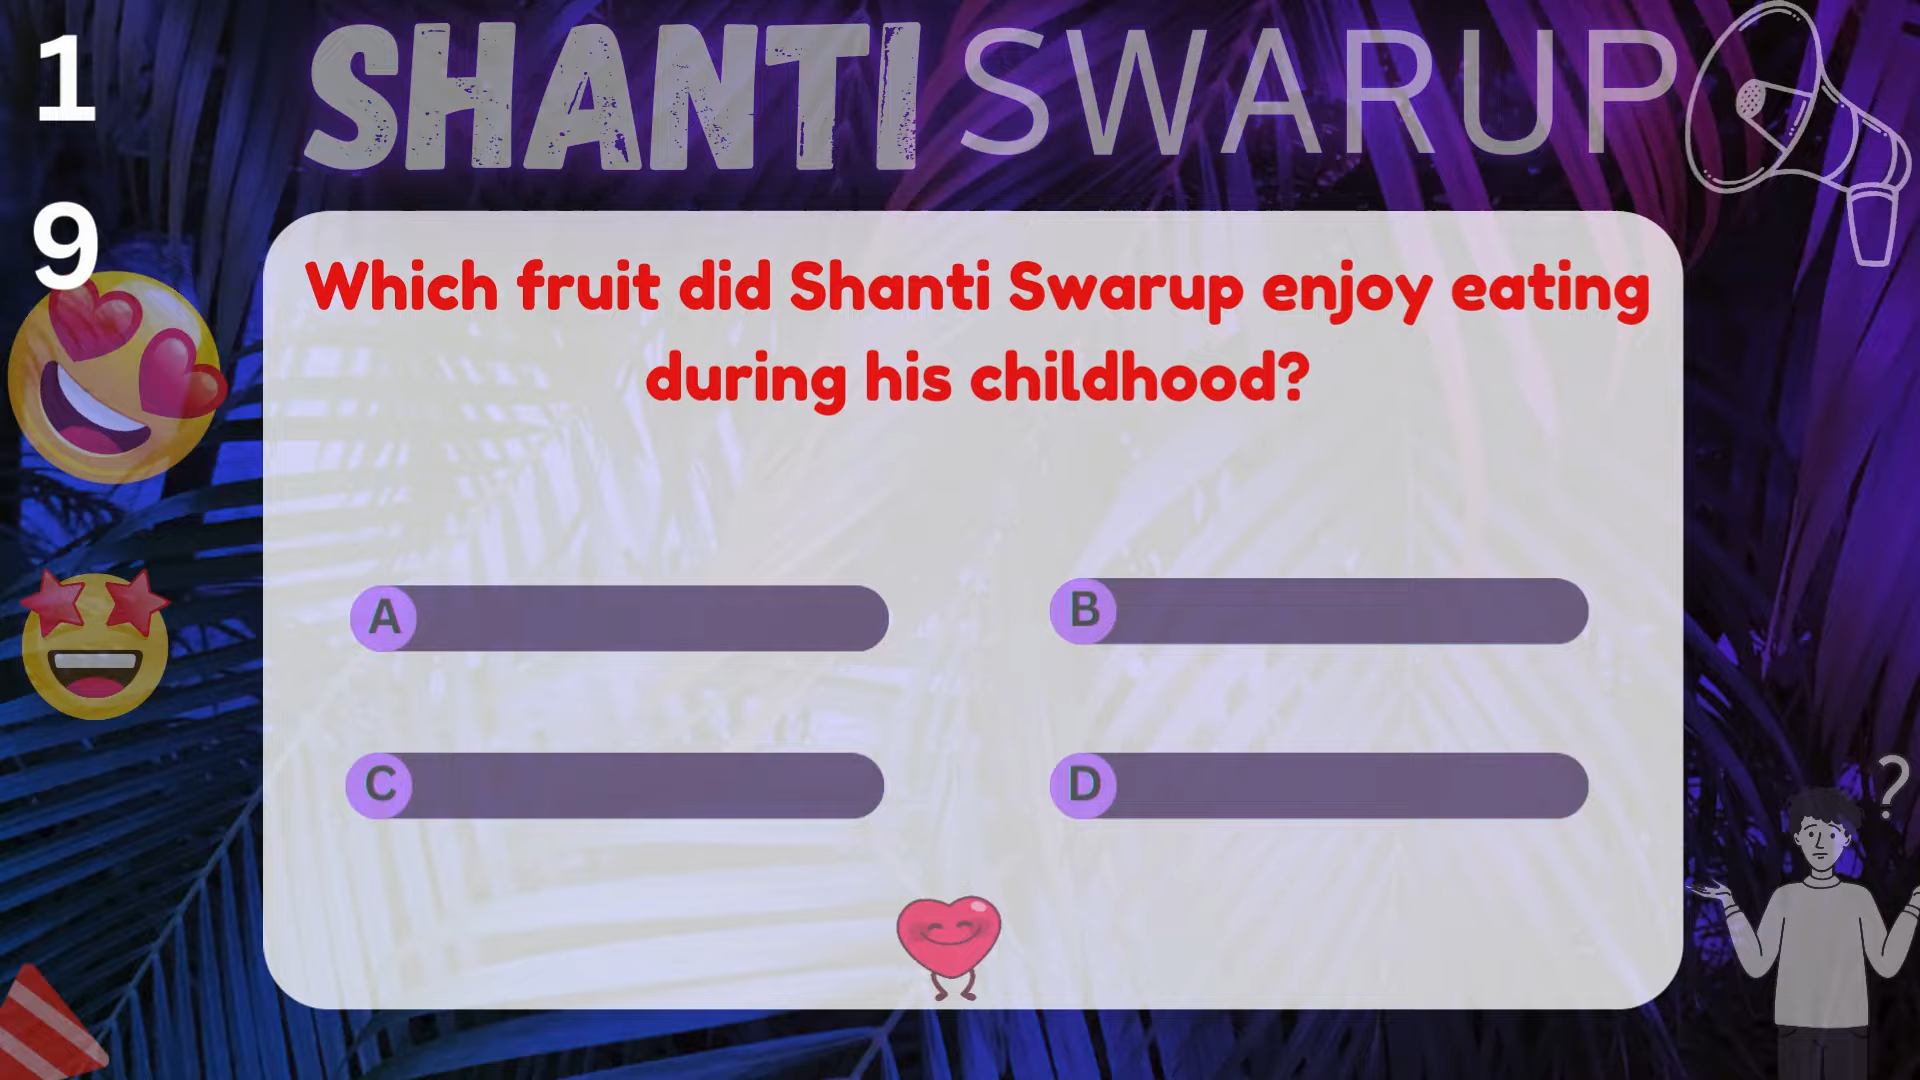 1
9
SHANTI SWARUP
Which fruit did Shanti Swarup enjoy eating
during his childhood?
A
B
C
D
?